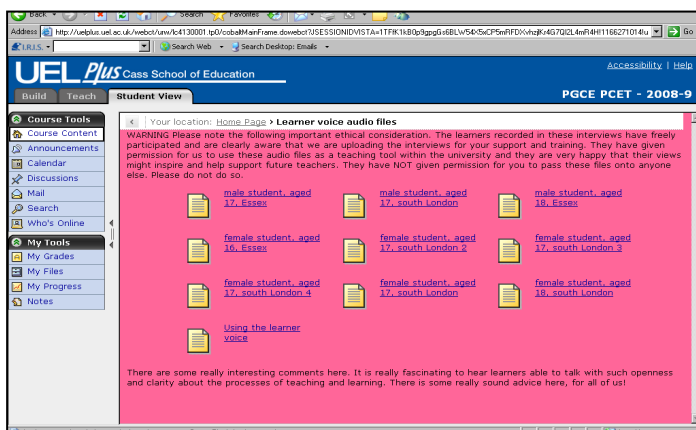 Back
Search
Favorites
Address
http://uelplus.uel.ac.uk/webct/urw/lc4130001.tp0/cobaltMainFrame.dowebct?JSESSIONIDVISTA=
Go
I.R.I.S.
Search Web
Search Desktop: Emails
Accessibility | Help
UEL Plus Cass School of Education
Build
Teach
Student View
PGCE PCET - 2008-9
Course Tools
Course Content
Announcements
Calendar
Discussions
Mail
Search
Who's Online
My Tools
My Grades
My Files
My Progress
Notes
Your location: Home Page › Learner voice audio files
WARNING Please note the following important ethical consideration. The learners recorded in these interviews have freely
participated and are clearly aware that we are uploading the interviews for your support and training. They have given
permission for us to use these audio files as a teaching tool within the university and they are very happy that their views
might inspire and help support future teachers. They have NOT given permission for you to pass these files onto anyone
else. Please do not do so.
male student, aged
17, Essex
male student, aged
17, south London
male student, aged
18, Essex
female student, aged
16, Essex
female student, aged
17, south London 2
female student, aged
17, south London 3
female student, aged
17, south London 4
female student, aged
17, south London
female student, aged
18, south London
Using the learner
voice
There are some really interesting comments here. It is really fascinating to hear learners able to talk with such openness
and clarity about the processes of teaching and learning. There is some really sound advice here, for all of us!